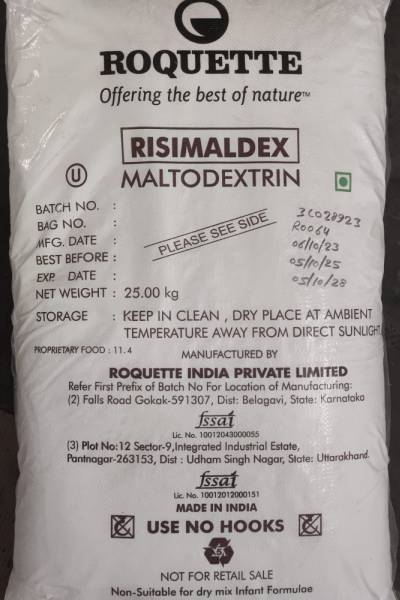 ROQUETTE
Offering the best of nature™
RISIMALDEX
U MALTODEXTRIN
BATCH NO. : 3C028923
BAG NO. : R0064
MFG. DATE : 06/10/23
BEST BEFORE : 05/10/25
EXP. DATE : 05/10/28
PLEASE SEE SIDE
NET WEIGHT : 25.00 kg
STORAGE : KEEP IN CLEAN , DRY PLACE AT AMBIENT
TEMPERATURE AWAY FROM DIRECT SUNLIGHT.
PROPRIETARY FOOD : 11.4
MANUFACTURED BY
ROQUETTE INDIA PRIVATE LIMITED
Refer First Prefix of Batch No For Location of Manufacturing:
(2) Falls Road Gokak-591307, Dist: Belagavi, State: Karnataka
fssai
Lic. No. 10012043000055
(3) Plot No:12 Sector-9,Integrated Industrial Estate,
Pantnagar-263153, Dist : Udham Singh Nagar, State: Uttarakhand.
fssai
Lic. No. 10012012000151
MADE IN INDIA
USE NO HOOKS
NOT FOR RETAIL SALE
Non-Suitable for dry mix Infant Formulae